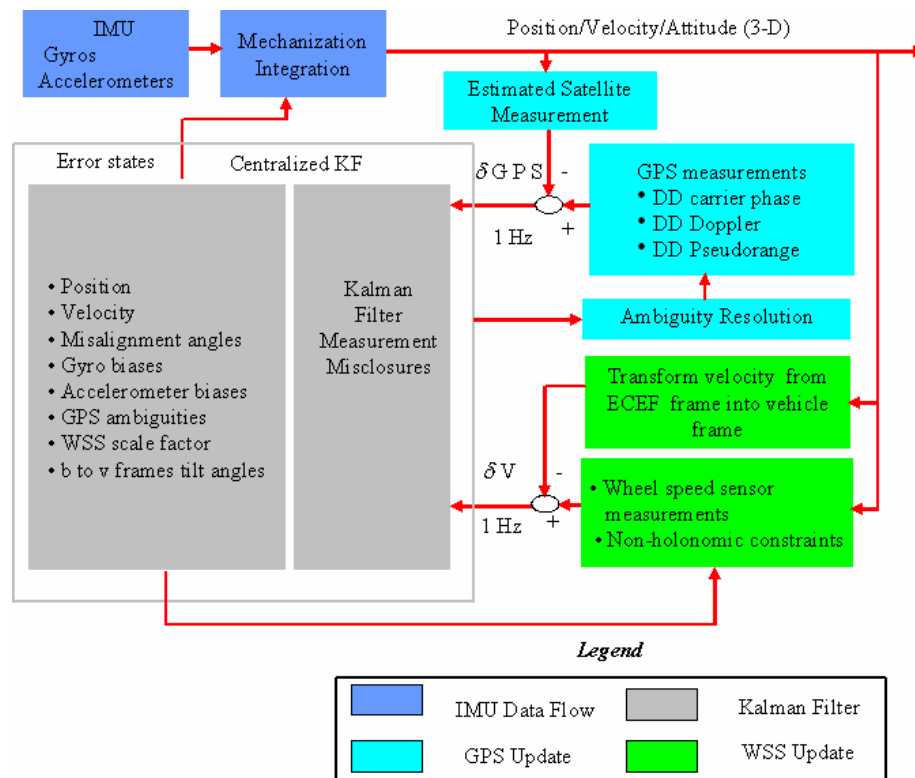 IMU
Gyros
Accelerometers
Mechanization
Integration
Position/Velocity/Attitude (3-D)
Estimated Satellite
Measurement
Error states
Centralized KF
δ G P S
-
+
1 Hz
GPS measurements
• DD carrier phase
• DD Doppler
• DD Pseudorange
Ambiguity Resolution
• Position
• Velocity
• Misalignment angles
• Gyro biases
• Accelerometer biases
• GPS ambiguities
• WSS scale factor
• b to v frames tilt angles
Kalman
Filter
Measurement
Misclosures
Transform velocity from
ECEF frame into vehicle
frame
δ V
-
+
1 Hz
• Wheel speed sensor
measurements
• Non-holonomic constraints
Legend
IMU Data Flow
Kalman Filter
GPS Update
WSS Update